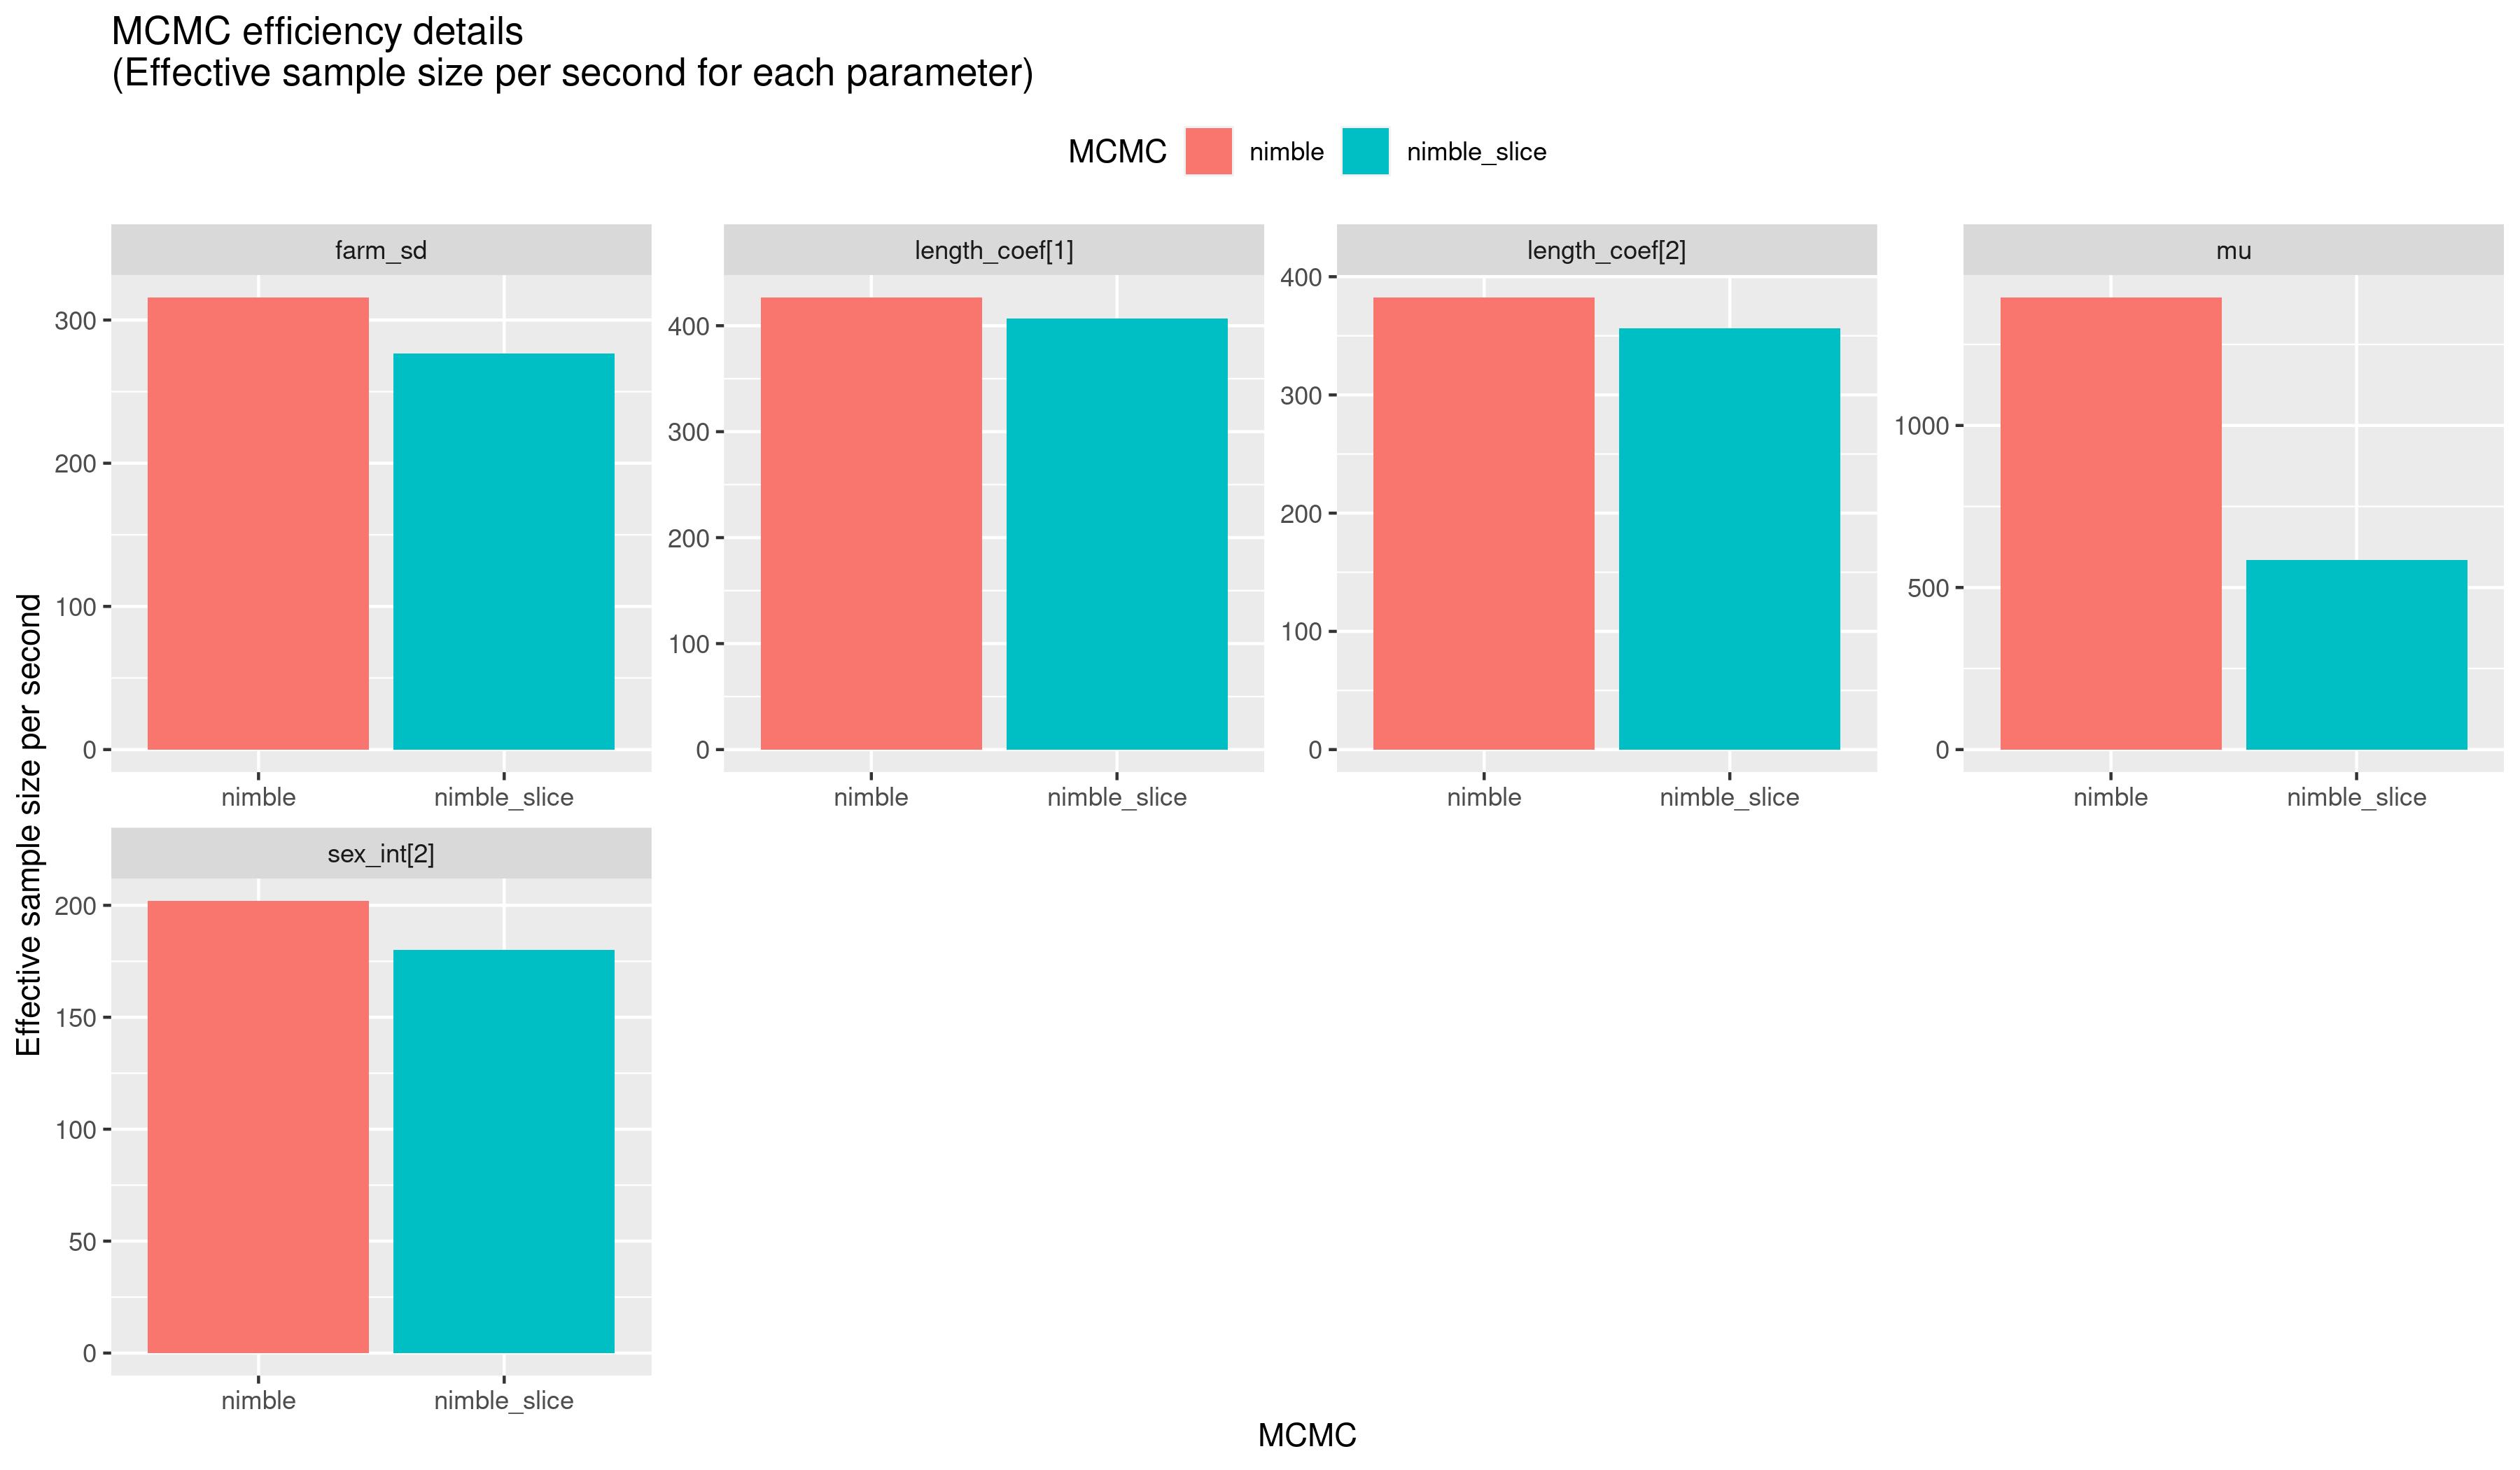 MCMC efficiency details
(Effective sample size per second for each parameter)
MCMC nimble nimble_slice
farm_sd
300
200
100
0
nimble nimble_slice
length_coef[1]
400
300
200
100
0
nimble nimble_slice
length_coef[2]
400
300
200
100
0
nimble nimble_slice
mu
1000
500
0
nimble nimble_slice
sex_int[2]
200
150
100
50
0
nimble nimble_slice
Effective sample size per second
MCMC